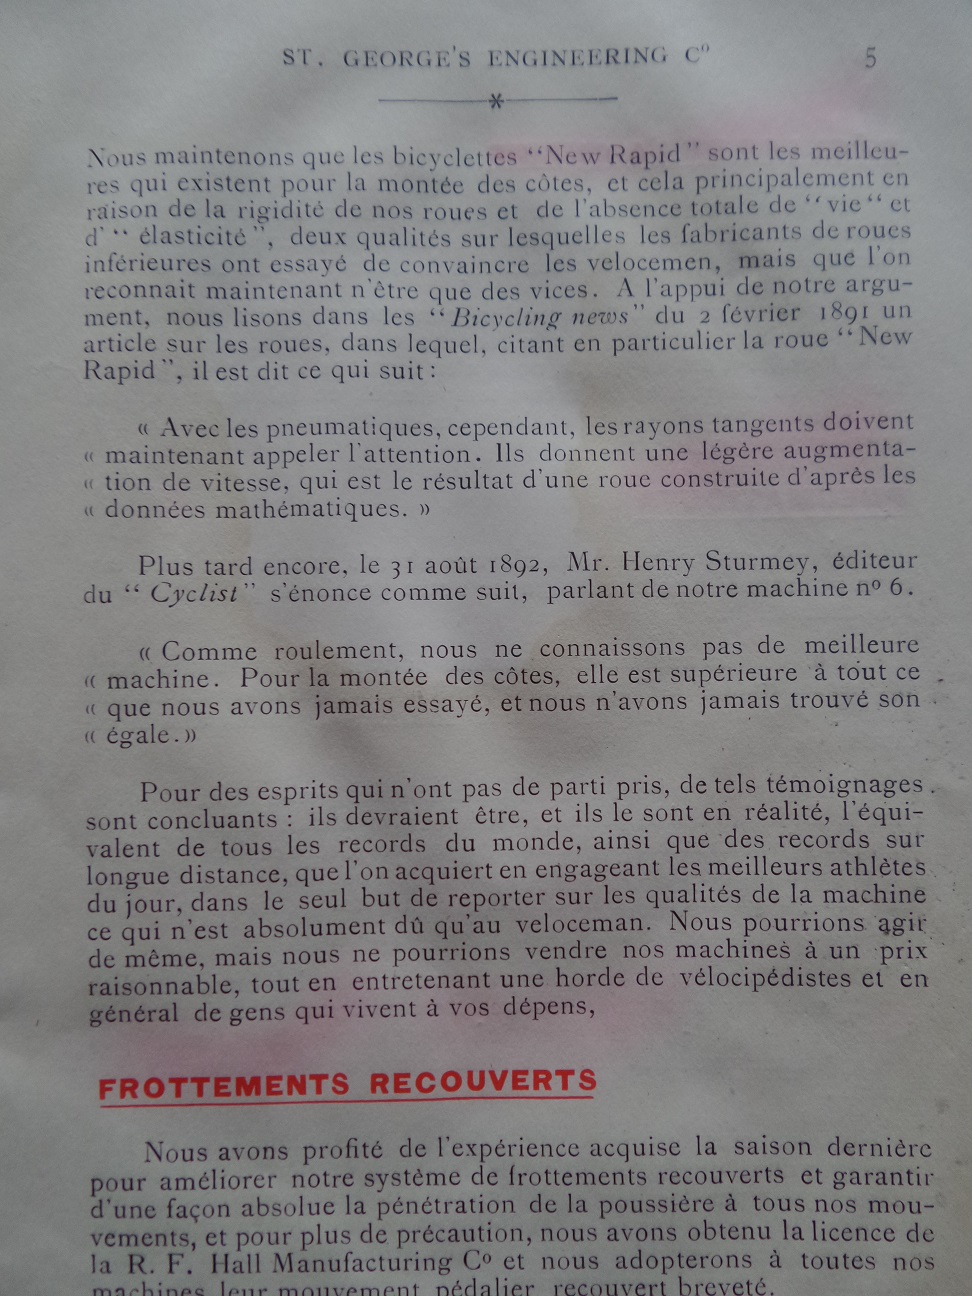 ST. GEORGE'S ENGINEERING Cº 5
Nous maintenons que les bicyclettes “New Rapid” sont les meilleu-
res qui existent pour la montée des côtes, et cela principalement en
raison de la rigidité de nos roues et de l'absence totale de “vie“ et
d' “ élasticité”, deux qualités sur lesquelles les fabricants de roues
inférieures ont essayé de convaincre les velocemen, mais que l'on
reconnait maintenant n'être que des vices. A l'appui de notre argu-
ment, nous lisons dans les “Bicycling news” du 2 février 1891 un
article sur les roues, dans lequel, citant en particulier la roue “New
Rapid”, il est dit ce qui suit :
« Avec les pneumatiques, cependant, les rayons tangents doivent
« maintenant appeler l'attention. Ils donnent une légère augmenta-
« tion de vitesse, qui est le résultat d'une roue construite d'après les
« données mathématiques. »
Plus tard encore, le 31 août 1892, Mr. Henry Sturmey, éditeur
du “ Cyclist” s'énonce comme suit, parlant de notre machine nº 6.
« Comme roulement, nous ne connaissons pas de meilleure
« machine. Pour la montée des côtes, elle est supérieure à tout ce
« que nous avons jamais essayé, et nous n'avons jamais trouvé son
« égale.»
Pour des esprits qui n'ont pas de parti pris, de tels témoignages
sont concluants : ils devraient être, et ils le sont en réalité, l'équi-
valent de tous les records du monde, ainsi que des records sur
longue distance, que l'on acquiert en engageant les meilleurs athlètes
du jour, dans le seul but de reporter sur les qualités de la machine
ce qui n'est absolument dû qu'au veloceman. Nous pourrions agir
de même, mais nous ne pourrions vendre nos machines à un prix
raisonnable, tout en entretenant une horde de vélocipédistes et en
général de gens qui vivent à vos dépens,
FROTTEMENTS RECOUVERTS
Nous avons profité de l'expérience acquise la saison dernière
pour améliorer notre système de frottements recouverts et garantir
d'une façon absolue la pénétration de la poussière à tous nos mou-
vements, et pour plus de précaution, nous avons obtenu la licence de
la R. F. Hall Manufacturing Cº et nous adopterons à toutes nos
machines leur mouvement pédalier recouvert breveté.